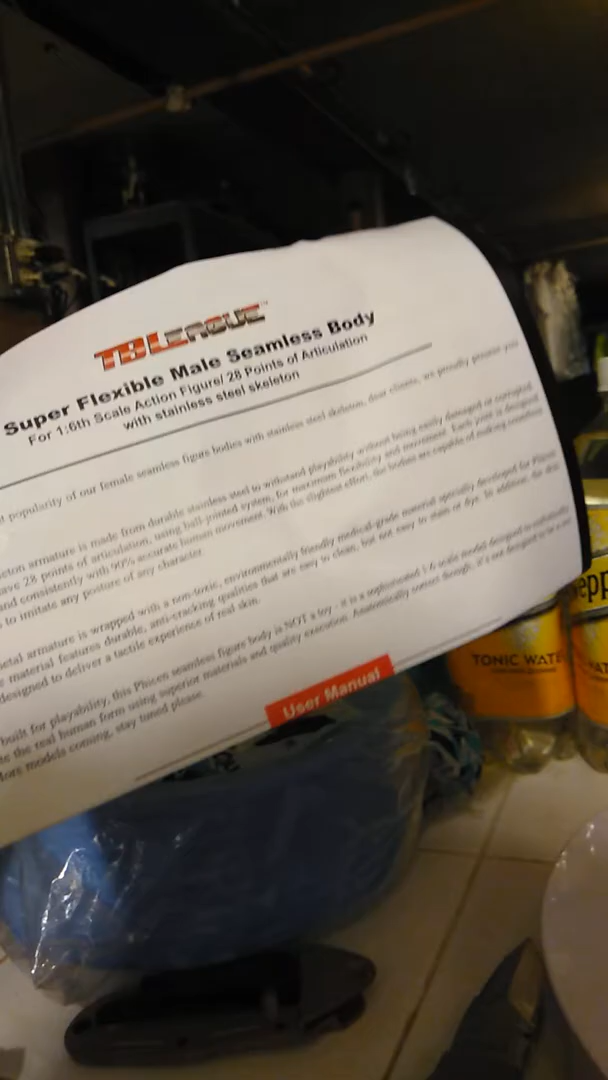 TBLEAGUE™
Super Flexible Male Seamless Body
For 1:6th Scale Action Figure/ 28 Points of Articulation
with stainless steel skeleton
popularity of our female seamless figure bodies with stainless steel skeleton, dear clients, we proudly present you
armature is made from durable stainless steel to withstand playability without being easily damaged or corrupted.
28 points of articulation, using ball-jointed system, for maximum flexibility and movement. Each joint is designed
and consistently with 90% accurate human movement. With the slightest effort, the bodies are capable of making
to imitate any posture of any character.
armature is wrapped with a non-toxic, environmentally friendly medical-grade material specially developed for Phicen
material features durable, anti-cracking qualities that are easy to clean, but not easy to stain or dye. In addition, the
designed to deliver a tactile experience of real skin.
built for playability, this Phicen seamless figure body is NOT a toy - it is a sophisticated 1/6 scale model designed to
the real human form using superior materials and quality execution. Anatomically correct though, it's not designed to be
More models coming, stay tuned please.
User Manual
TONIC WATE
epp
TONIC